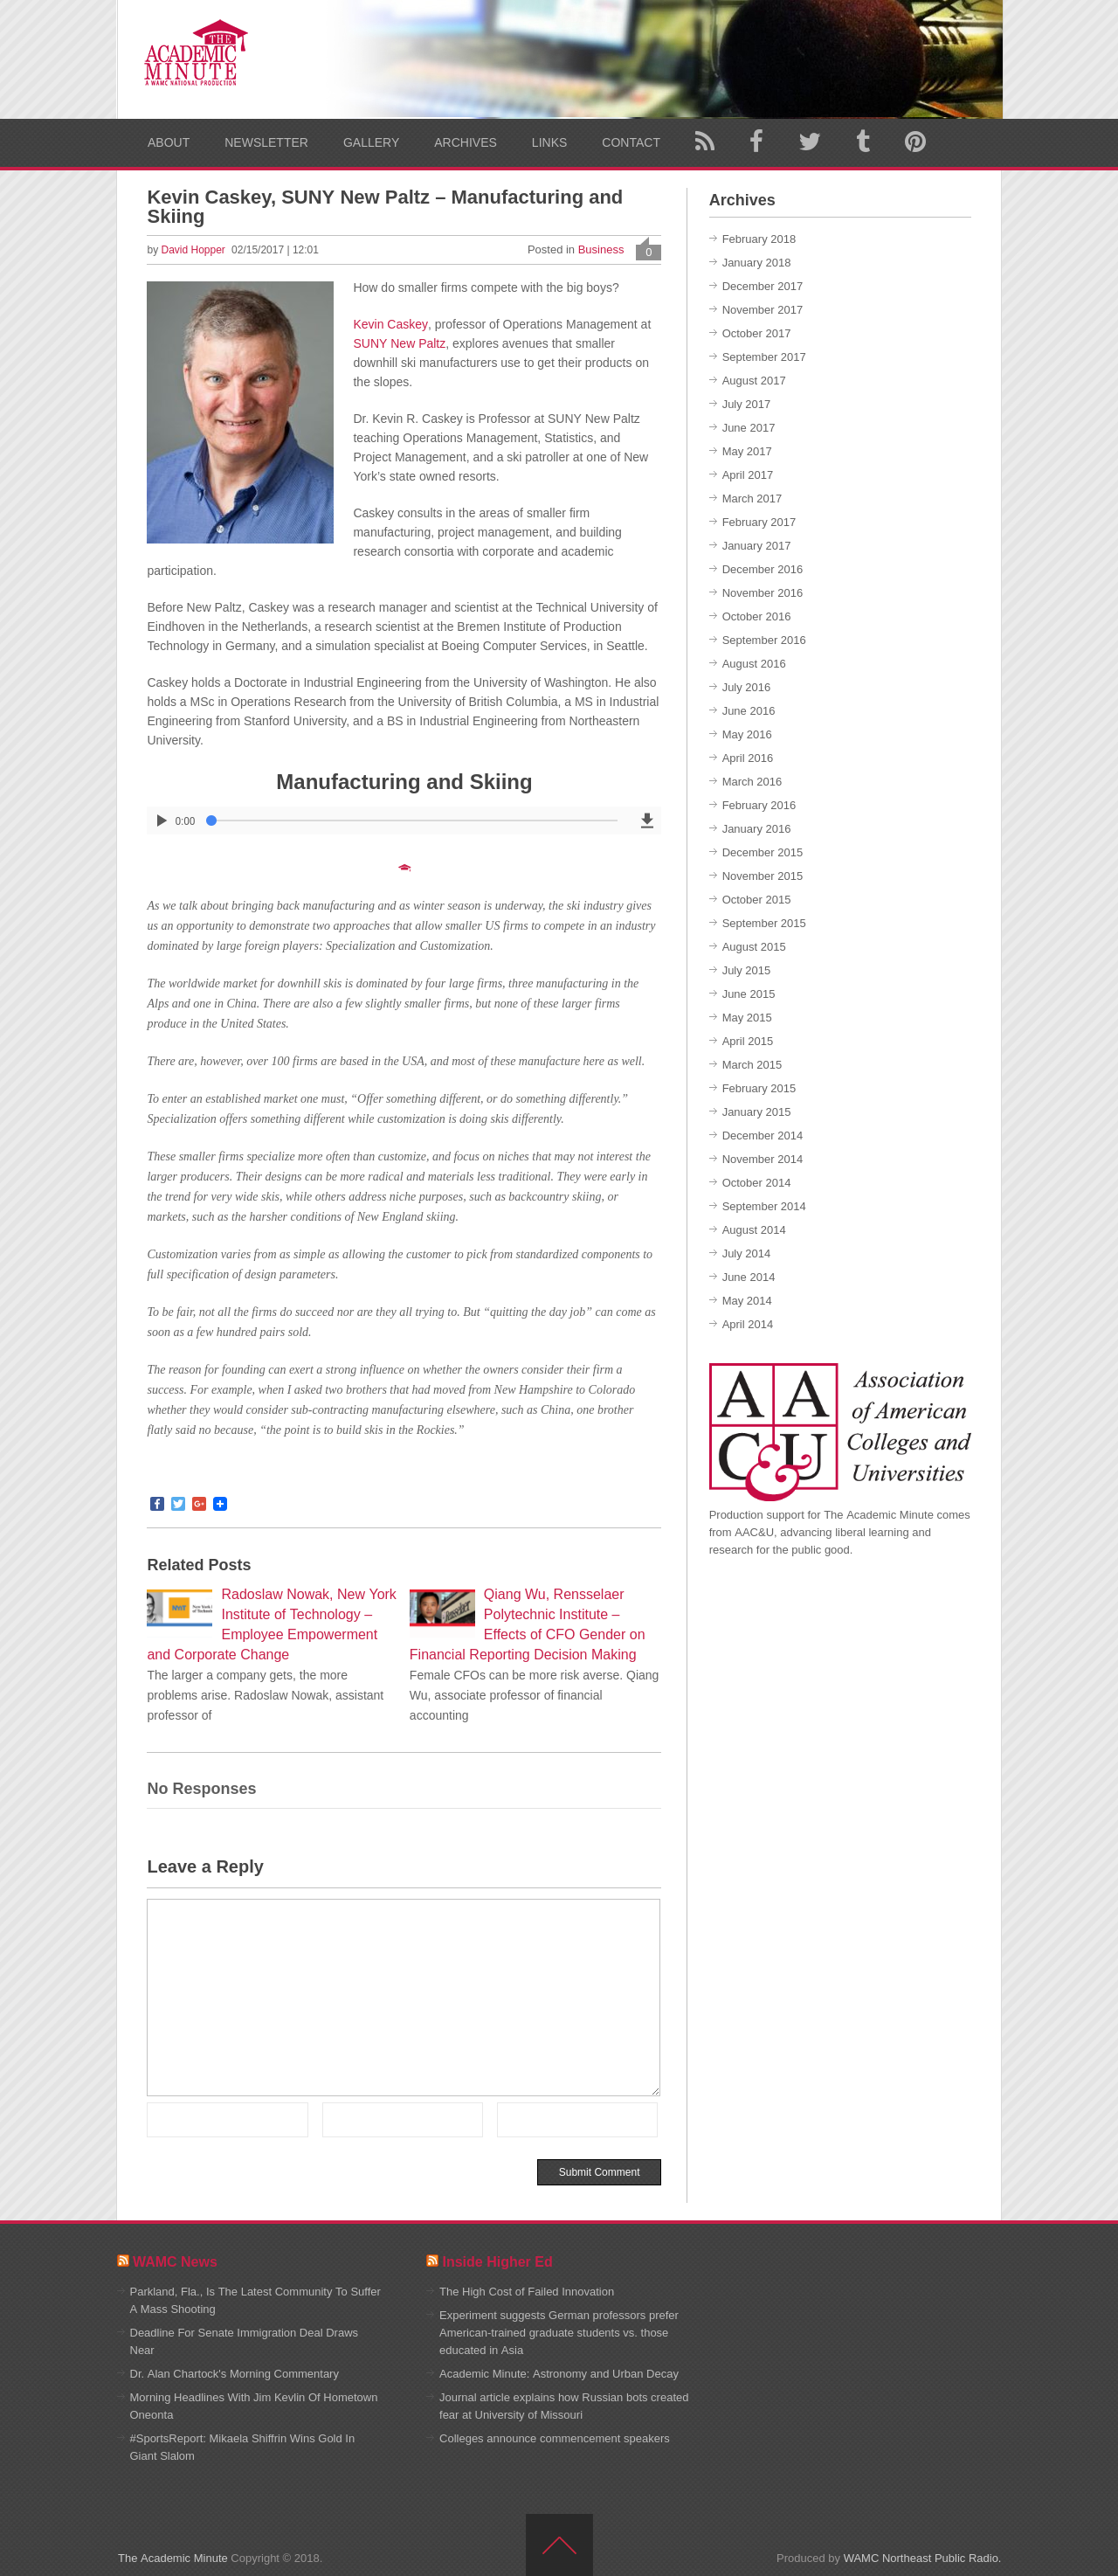 THE
ACADEMIC
MINUTE
A WAMC NATIONAL PRODUCTION
ABOUT NEWSLETTER GALLERY ARCHIVES LINKS CONTACT
Kevin Caskey, SUNY New Paltz – Manufacturing and
Skiing
by David Hopper 02/15/2017 | 12:01 Posted in Business 0
How do smaller firms compete with the big boys?
Kevin Caskey, professor of Operations Management at
SUNY New Paltz, explores avenues that smaller
downhill ski manufacturers use to get their products on
the slopes.
Dr. Kevin R. Caskey is Professor at SUNY New Paltz
teaching Operations Management, Statistics, and
Project Management, and a ski patroller at one of New
York's state owned resorts.
Caskey consults in the areas of smaller firm
manufacturing, project management, and building
research consortia with corporate and academic
participation.
Before New Paltz, Caskey was a research manager and scientist at the Technical University of
Eindhoven in the Netherlands, a research scientist at the Bremen Institute of Production
Technology in Germany, and a simulation specialist at Boeing Computer Services, in Seattle.
Caskey holds a Doctorate in Industrial Engineering from the University of Washington. He also
holds a MSc in Operations Research from the University of British Columbia, a MS in Industrial
Engineering from Stanford University, and a BS in Industrial Engineering from Northeastern
University.
Manufacturing and Skiing
0:00
As we talk about bringing back manufacturing and as winter season is underway, the ski industry gives
us an opportunity to demonstrate two approaches that allow smaller US firms to compete in an industry
dominated by large foreign players: Specialization and Customization.
The worldwide market for downhill skis is dominated by four large firms, three manufacturing in the
Alps and one in China. There are also a few slightly smaller firms, but none of these larger firms
produce in the United States.
There are, however, over 100 firms are based in the USA, and most of these manufacture here as well.
To enter an established market one must, “Offer something different, or do something differently.”
Specialization offers something different while customization is doing skis differently.
These smaller firms specialize more often than customize, and focus on niches that may not interest the
larger producers. Their designs can be more radical and materials less traditional. They were early in
the trend for very wide skis, while others address niche purposes, such as backcountry skiing, or
markets, such as the harsher conditions of New England skiing.
Customization varies from as simple as allowing the customer to pick from standardized components to
full specification of design parameters.
To be fair, not all the firms do succeed nor are they all trying to. But “quitting the day job” can come as
soon as a few hundred pairs sold.
The reason for founding can exert a strong influence on whether the owners consider their firm a
success. For example, when I asked two brothers that had moved from New Hampshire to Colorado
whether they would consider sub-contracting manufacturing elsewhere, such as China, one brother
flatly said no because, “the point is to build skis in the Rockies.”
Related Posts
Radoslaw Nowak, New York
Institute of Technology –
Employee Empowerment
and Corporate Change
The larger a company gets, the more
problems arise. Radoslaw Nowak, assistant
professor of
Qiang Wu, Rensselaer
Polytechnic Institute –
Effects of CFO Gender on
Financial Reporting Decision Making
Female CFOs can be more risk averse. Qiang
Wu, associate professor of financial
accounting
No Responses
Leave a Reply
Submit Comment
Archives
February 2018
January 2018
December 2017
November 2017
October 2017
September 2017
August 2017
July 2017
June 2017
May 2017
April 2017
March 2017
February 2017
January 2017
December 2016
November 2016
October 2016
September 2016
August 2016
July 2016
June 2016
May 2016
April 2016
March 2016
February 2016
January 2016
December 2015
November 2015
October 2015
September 2015
August 2015
July 2015
June 2015
May 2015
April 2015
March 2015
February 2015
January 2015
December 2014
November 2014
October 2014
September 2014
August 2014
July 2014
June 2014
May 2014
April 2014
AAC&U
Association
of American
Colleges and
Universities
Production support for The Academic Minute comes
from AAC&U, advancing liberal learning and
research for the public good.
WAMC News
Parkland, Fla., Is The Latest Community To Suffer
A Mass Shooting
Deadline For Senate Immigration Deal Draws
Near
Dr. Alan Chartock's Morning Commentary
Morning Headlines With Jim Kevlin Of Hometown
Oneonta
#SportsReport: Mikaela Shiffrin Wins Gold In
Giant Slalom
Inside Higher Ed
The High Cost of Failed Innovation
Experiment suggests German professors prefer
American-trained graduate students vs. those
educated in Asia
Academic Minute: Astronomy and Urban Decay
Journal article explains how Russian bots created
fear at University of Missouri
Colleges announce commencement speakers
The Academic Minute Copyright © 2018. Produced by WAMC Northeast Public Radio.